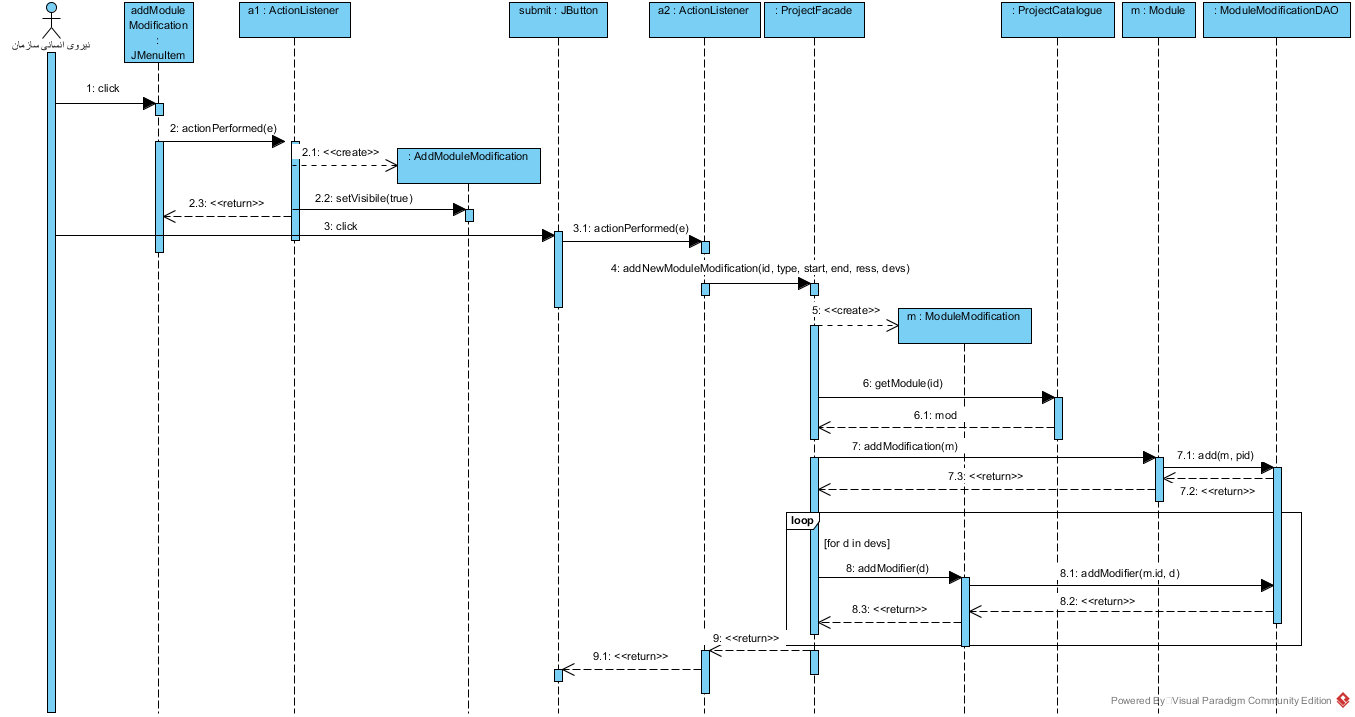 addModule
Modification
:
JMenuItem
a1 : ActionListener
submit : JButton
a2 : ActionListener
: ProjectFacade
: ProjectCatalogue
m : Module
: ModuleModificationDAO
نیروی انسانی سازمان
1: click
2: actionPerformed(e)
2.1: <<create>>
: AddModuleModification
2.2: setVisibile(true)
2.3: <<return>>
3: click
3.1: actionPerformed(e)
4: addNewModuleModification(id, type, start, end, ress, devs)
5: <<create>>
m : ModuleModification
6: getModule(id)
6.1: mod
7: addModification(m)
7.1: add(m, pid)
7.3: <<return>>
7.2: <<return>>
loop
[for d in devs]
8: addModifier(d)
8.1: addModifier(m.id, d)
8.2: <<return>>
8.3: <<return>>
9: <<return>>
9.1: <<return>>
Powered By Visual Paradigm Community Edition